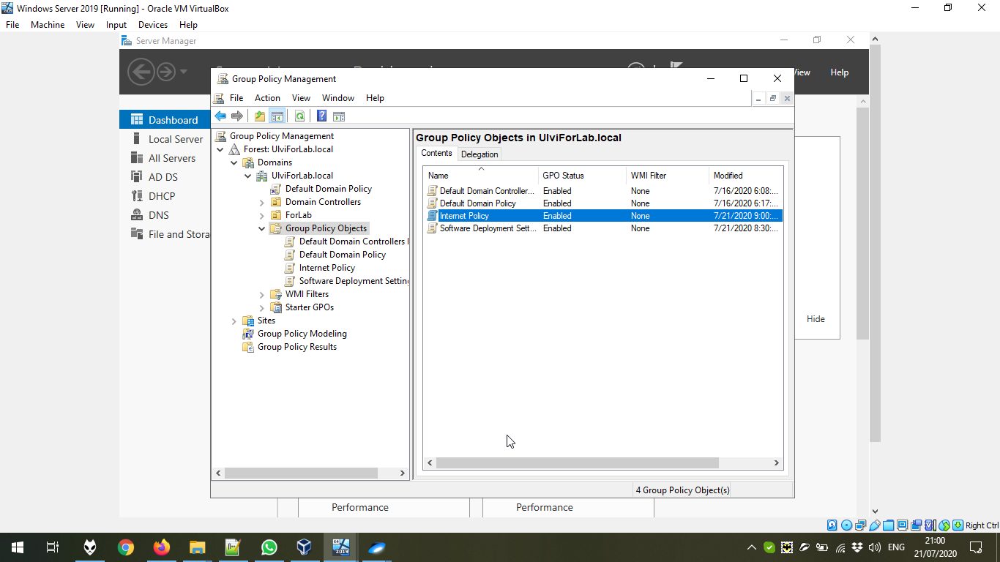 Windows Server 2019 [Running] - Oracle VM VirtualBox
File Machine View Input Devices Help
Server Manager
View Help
Dashboard
Local Server
All Servers
AD DS
DHCP
DNS
File and Stora
Group Policy Management
File Action View Window Help
Group Policy Management
Forest: UlviForLab.local
Domains
UlviForLab.local
Default Domain Policy
Domain Controllers
ForLab
Group Policy Objects
Default Domain Controllers
Default Domain Policy
Internet Policy
Software Deployment Setting
WMI Filters
Starter GPOs
Sites
Group Policy Modeling
Group Policy Results
Group Policy Objects in UlviForLab.local
Contents Delegation
Name GPO Status WMI Filter Modified
Default Domain Controller... Enabled None 7/16/2020 6:08:...
Default Domain Policy Enabled None 7/16/2020 6:17:...
Internet Policy Enabled None 7/21/2020 9:00:...
Software Deployment Sett... Enabled None 7/21/2020 8:30:...
4 Group Policy Object(s)
Hide
Performance Performance
Right Ctrl
2019
ENG
21:00
21/07/2020